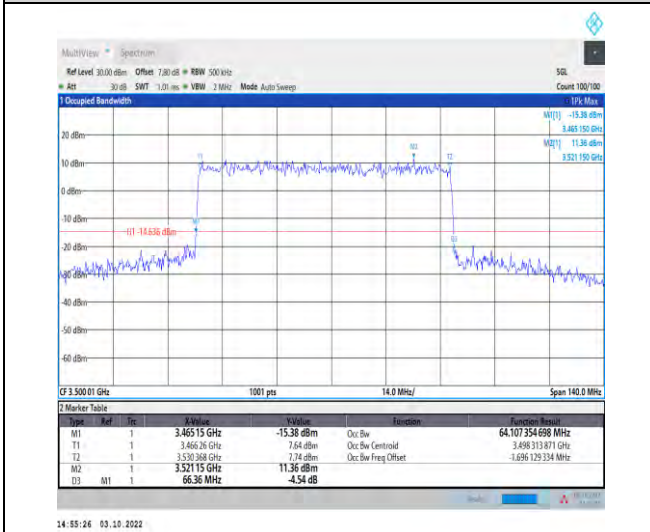 MultiView Spectrum
Ref Level 30.00 dBm Offset 7.80 dB RBW 500 kHz SGL
Att 30 dB SWT 1.01 ms VBW 2 MHz Mode Auto Sweep Count 100/100
1 Occupied Bandwidth 1Pk Max
M1[1] -15.38 dBm
3.465 150 GHz
20 dBm
M2[1] 11.36 dBm
3.521 150 GHz
M2
T1 T2
10 dBm
0 dBm
-10 dBm
M1
H1 -14.636 dBm
-20 dBm
D3
-30 dBm
-40 dBm
-50 dBm
-60 dBm
CF 3.500 01 GHz 1001 pts 14.0 MHz/ Span 140.0 MHz
2 Marker Table
Type Ref Trc X-Value Y-Value Function Function Result
M1 1 3.465 15 GHz -15.38 dBm Occ Bw 64.107 354 698 MHz
T1 1 3.466 26 GHz 7.64 dBm Occ Bw Centroid 3.498 313 871 GHz
T2 1 3.530 368 GHz 7.74 dBm Occ Bw Freq Offset -1.696 129 334 MHz
M2 1 3.521 15 GHz 11.36 dBm
D3 M1 1 66.36 MHz -4.54 dB
14:55:26 03.10.2022